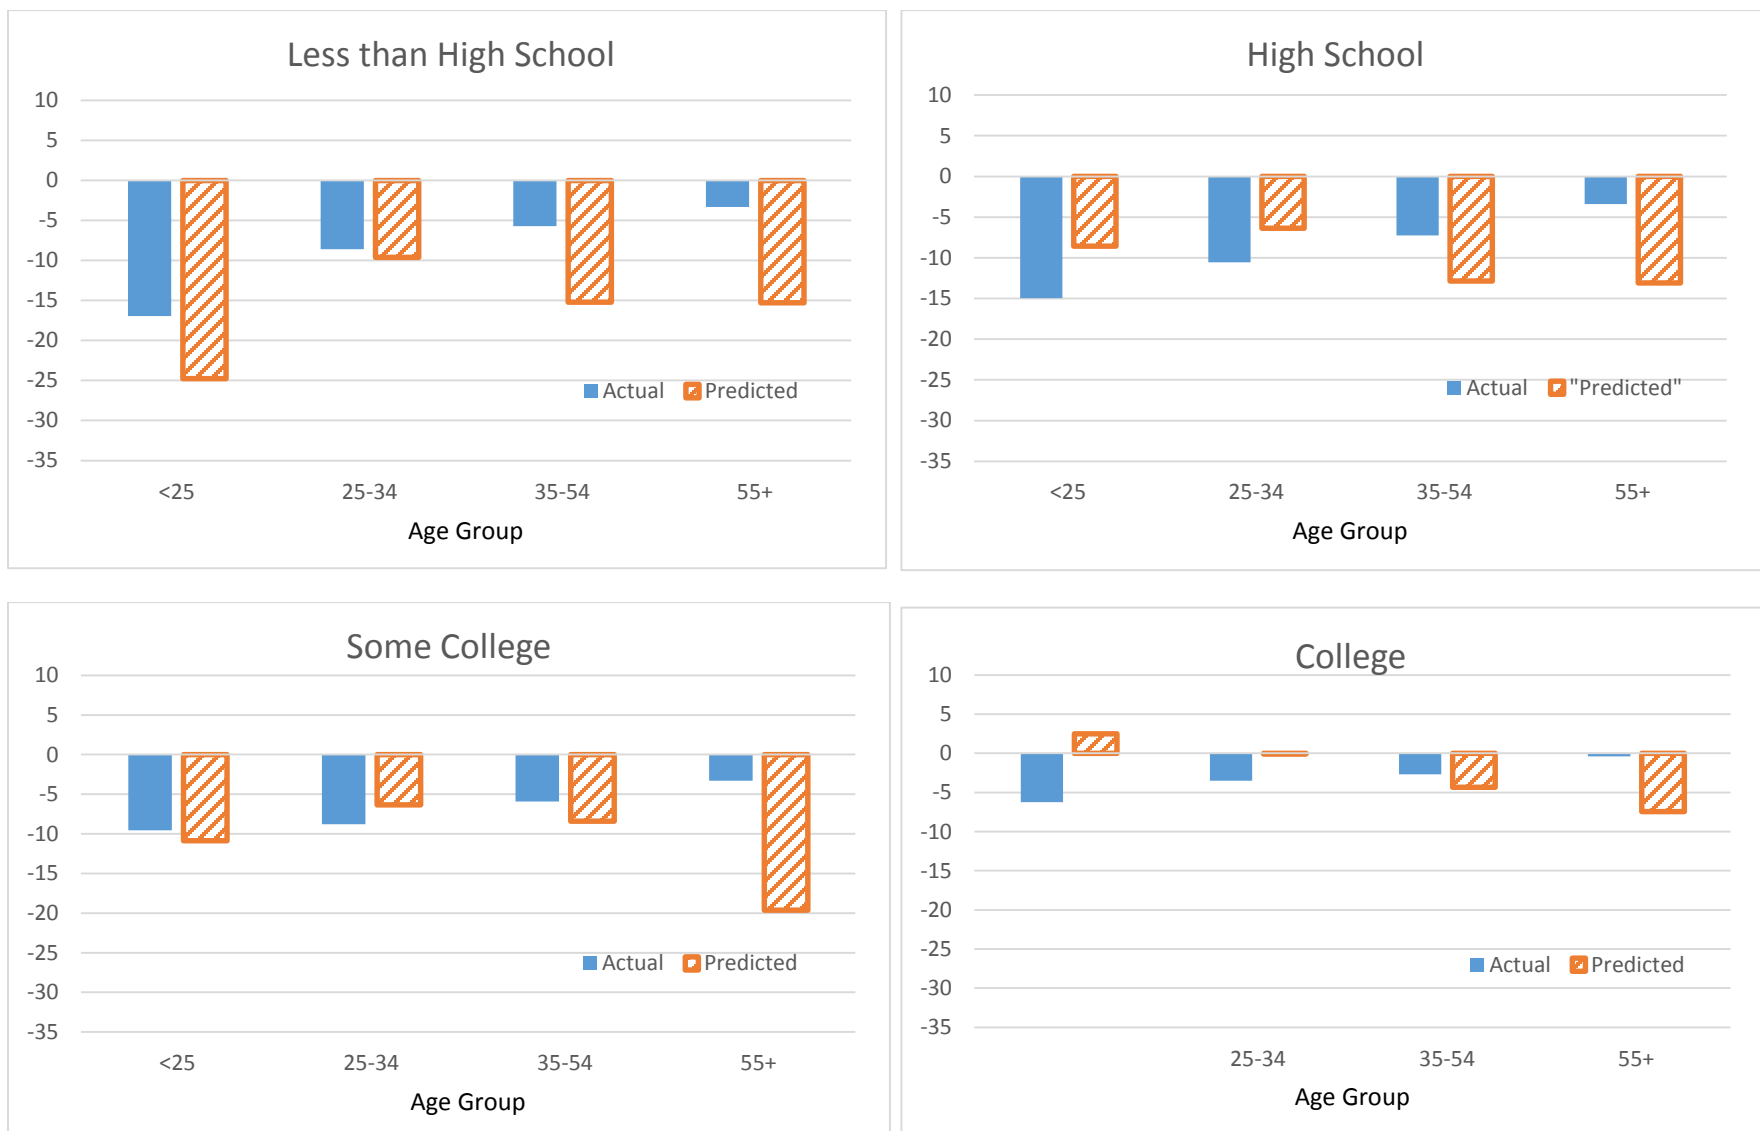 Less than High School
10
5
0
-5
-10
-15
-20
-25
-30
-35
Actual Predicted
<25 25-34 35-54 55+
Age Group
High School
10
5
0
-5
-10
-15
-20
-25
-30
-35
Actual "Predicted"
<25 25-34 35-54 55+
Age Group
Some College
10
5
0
-5
-10
-15
-20
-25
-30
-35
Actual Predicted
<25 25-34 35-54 55+
Age Group
College
10
5
0
-5
-10
-15
-20
-25
-30
-35
Actual Predicted
25-34 35-54 55+
Age Group